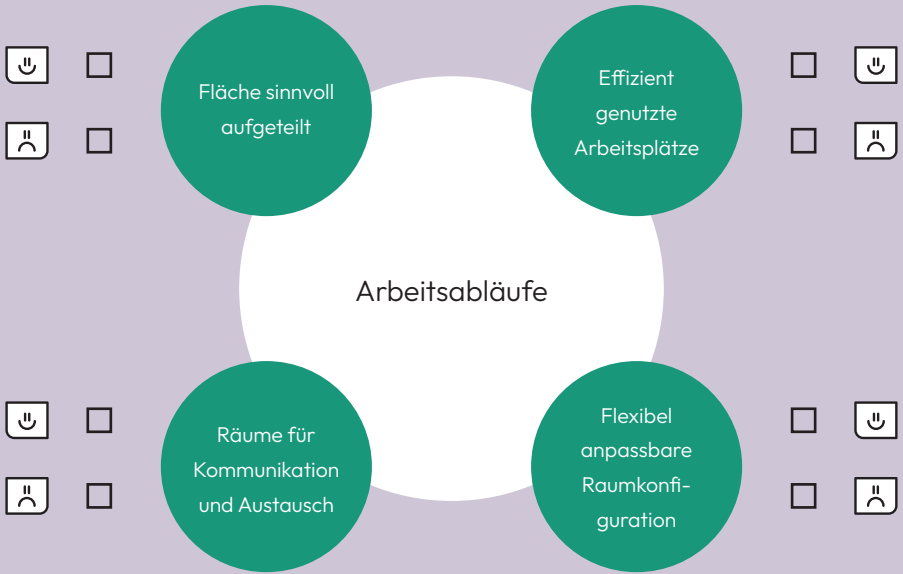 Fläche sinnvoll
aufgeteilt
Effizient
genutzte
Arbeitsplätze
Arbeitsabläufe
Räume für
Kommunikation
und Austausch
Flexibel
anpassbare
Raumkonfi-
guration